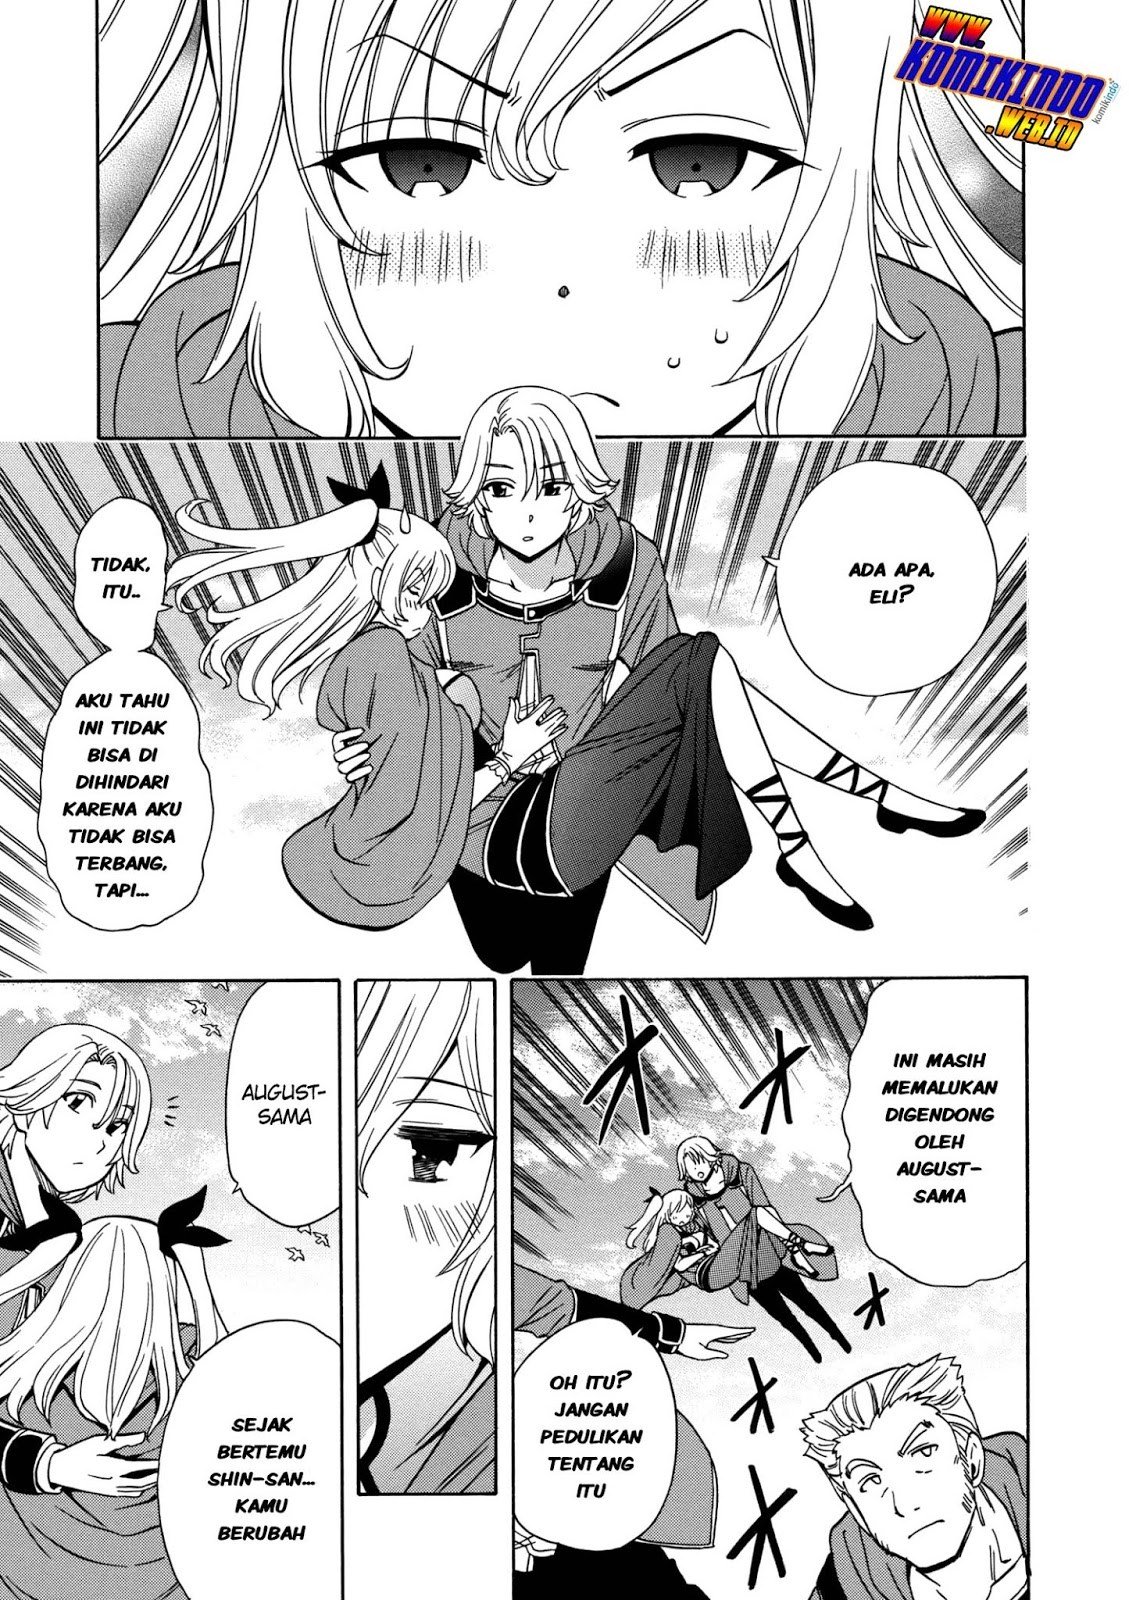 WWW.
KOMIKINDO
.WEB.ID
komikindo
ADA APA,
ELI?
TIDAK,
ITU..
AKU TAHU
INI TIDAK
BISA DI
DIHINDARI
KARENA AKU
TIDAK BISA
TERBANG,
TAPI...
INI MASIH
MEMALUKAN
DIGENDONG
OLEH
AUGUST-
SAMA
OH ITU?
JANGAN
PEDULIKAN
TENTANG
ITU
AUGUST-
SAMA
SEJAK
BERTEMU
SHIN-SAN...
KAMU
BERUBAH